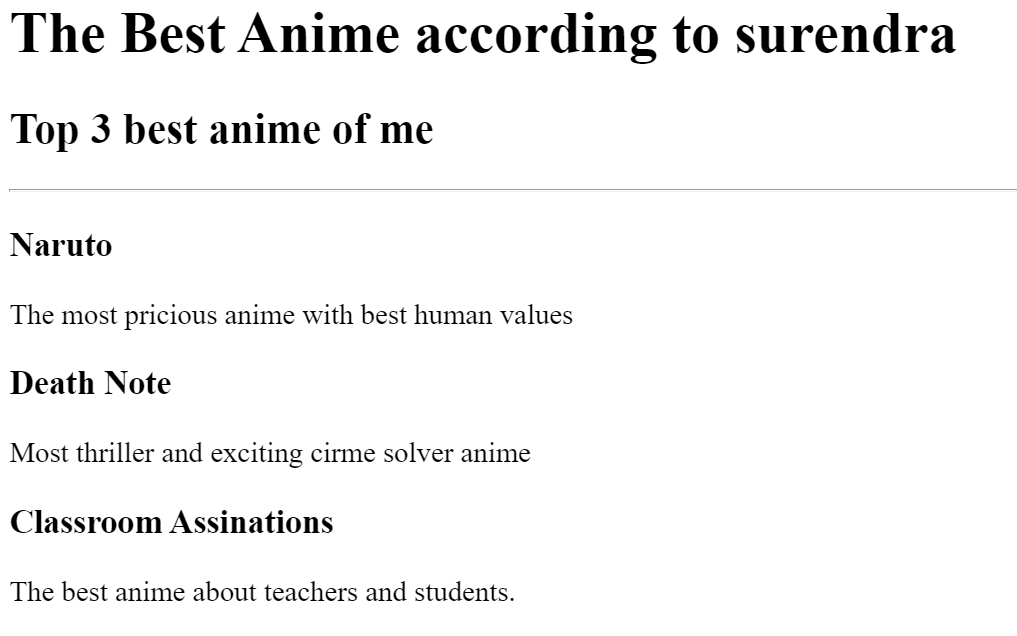 The Best Anime according to surendra
Top 3 best anime of me
Naruto
The most pricious anime with best human values
Death Note
Most thriller and exciting cirme solver anime
Classroom Assinations
The best anime about teachers and students.